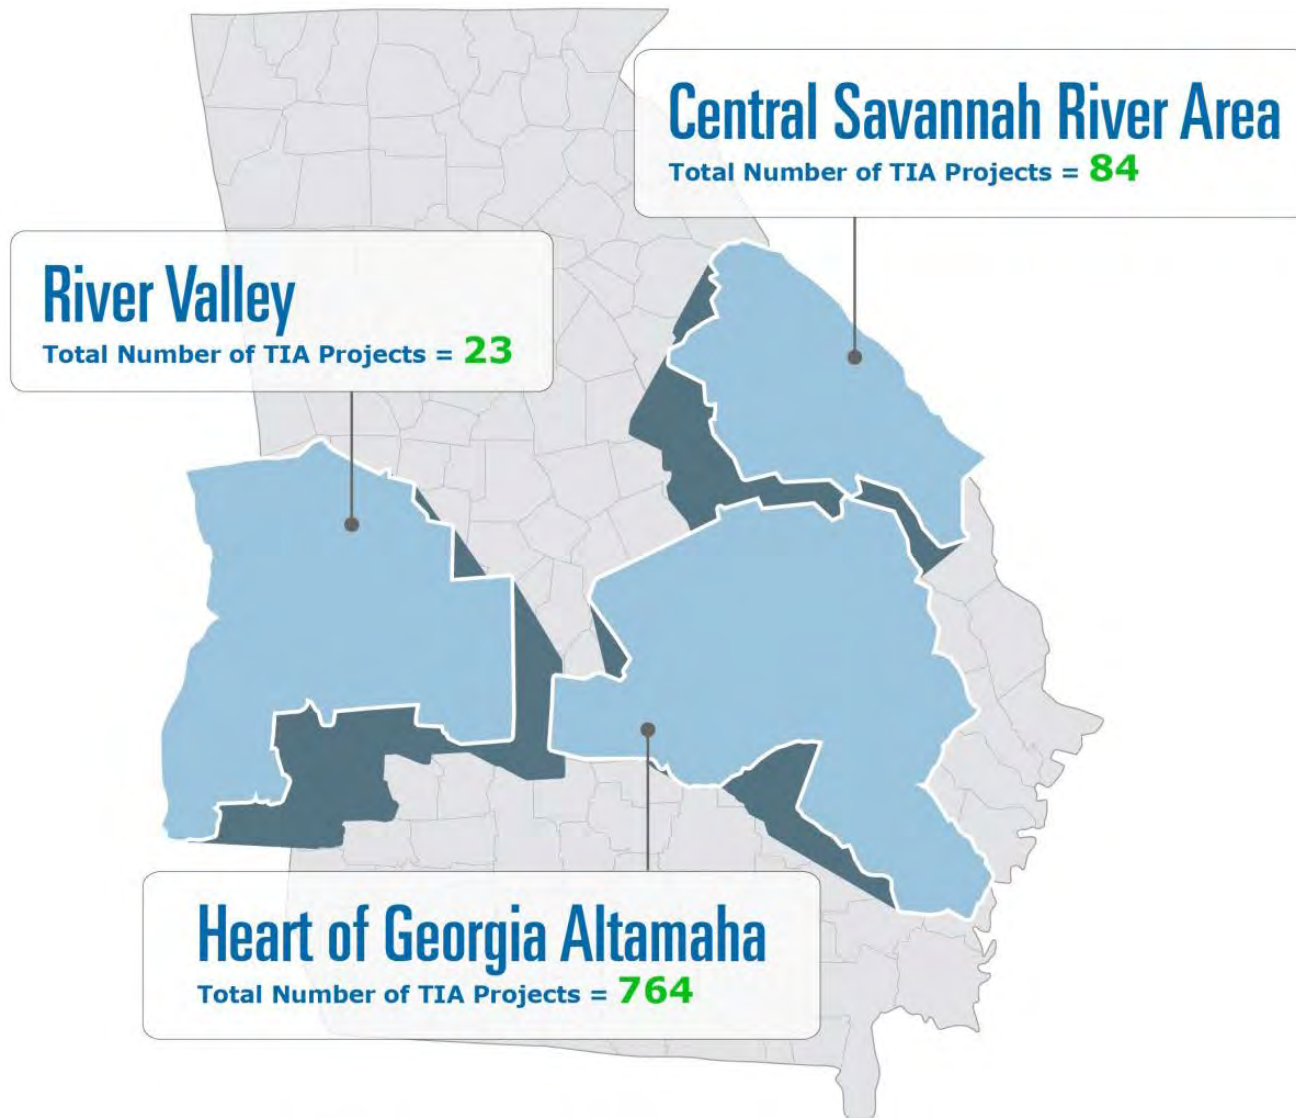 Central Savannah River Area
Total Number of TIA Projects = 84
River Valley
Total Number of TIA Projects = 23
Heart of Georgia Altamaha
Total Number of TIA Projects = 764